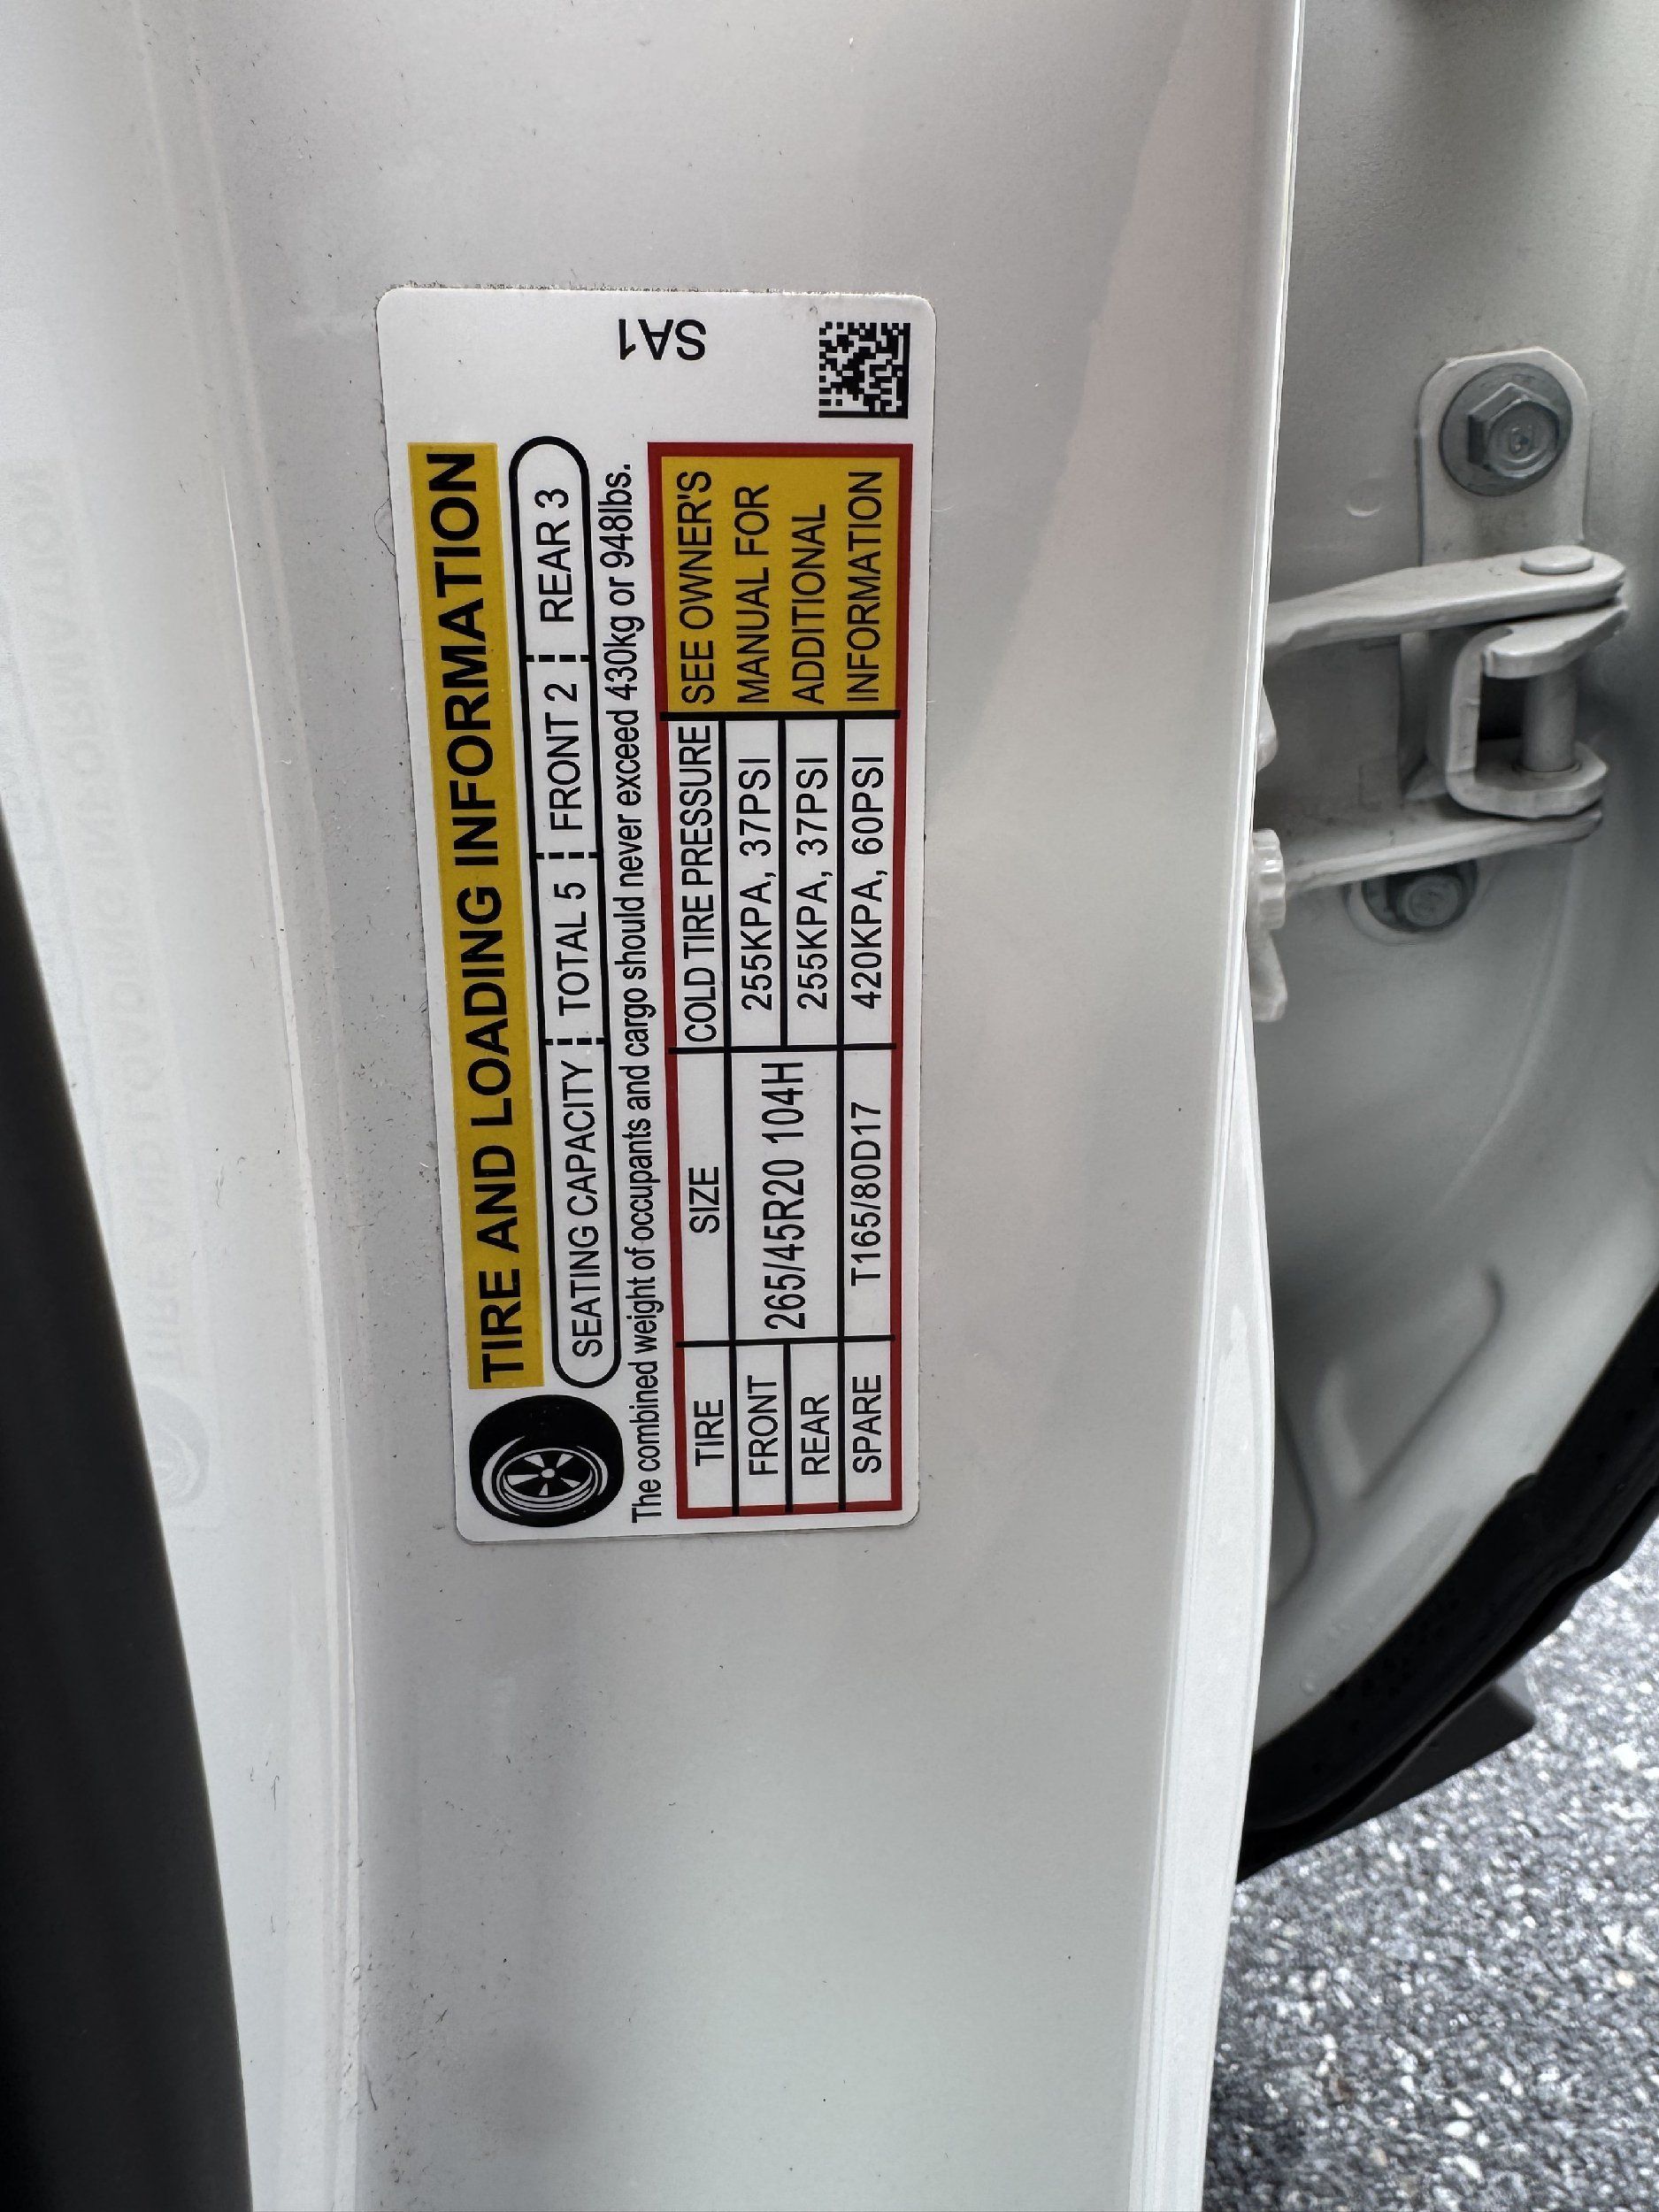 TIRE AND LOADING INFORMATION
SEATING CAPACITY TOTAL 5 FRONT 2 REAR 3
The combined weight of occupants and cargo should never exceed 430kg or 948lbs.
TIRE SIZE COLD TIRE PRESSURE
FRONT 265/45R20 104H 255KPA, 37PSI
REAR 255KPA, 37PSI
SPARE T165/80D17 420KPA, 60PSI
SEE OWNER'S
MANUAL FOR
ADDITIONAL
INFORMATION
SA1